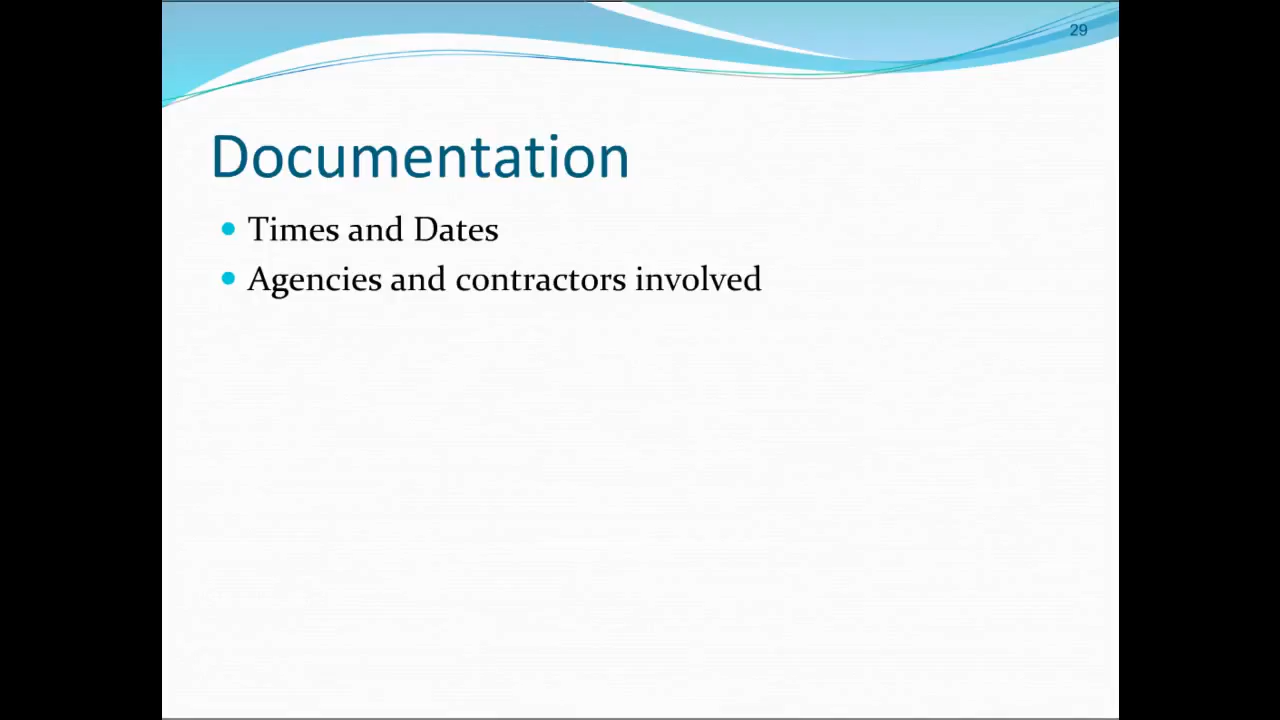 29
Documentation
• Times and Dates
• Agencies and contractors involved